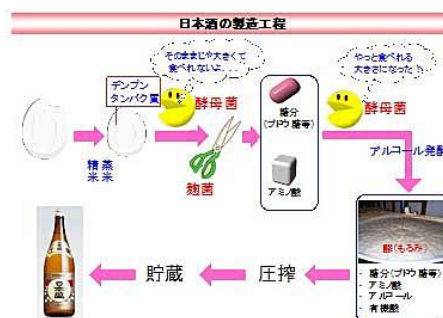 日本酒の製造工程
そのままじゃ大きくて
食べれないよ。
やっと食べれる
大きさになった！
デンプン
タンパク質
酵母菌
酵母菌
糖分
(ブドウ糖等)
アミノ酸
精米
蒸米
麹菌
アルコール発酵
醪(もろみ)
- 糖分(ブドウ糖等)
- アミノ酸
- アルコール
- 有機酸
圧搾
貯蔵
日本盛